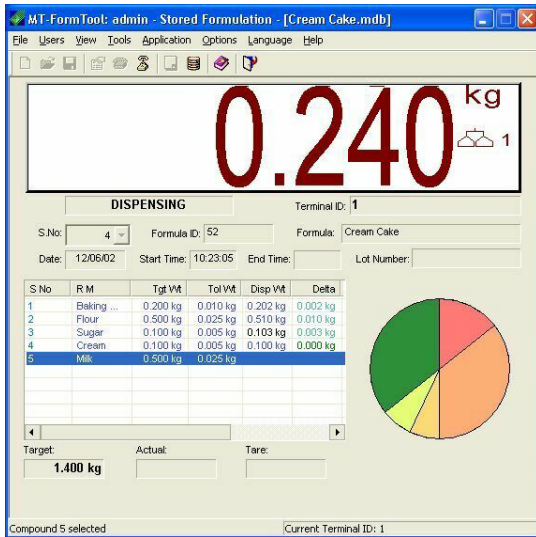 MT-FormTool: admin - Stored Formulation - [Cream Cake.mdb]
File Users View Tools Application Options Language Help
kg
0.240
1
DISPENSING Terminal ID: 1
S.No: 4 Formula ID: 52 Formula: Cream Cake
Date: 12/06/02 Start Time: 10:23:05 End Time: Lot Number:
S No R M Tgt Wt Tol Wt Disp Wt Delta
1 Baking ... 0.200 kg 0.010 kg 0.202 kg 0.002 kg
2 Flour 0.500 kg 0.025 kg 0.510 kg 0.010 kg
3 Sugar 0.100 kg 0.005 kg 0.103 kg 0.003 kg
4 Cream 0.100 kg 0.005 kg 0.100 kg 0.000 kg
5 Milk 0.500 kg 0.025 kg
Target: Actual: Tare:
1.400 kg
Compound 5 selected Current Terminal ID: 1